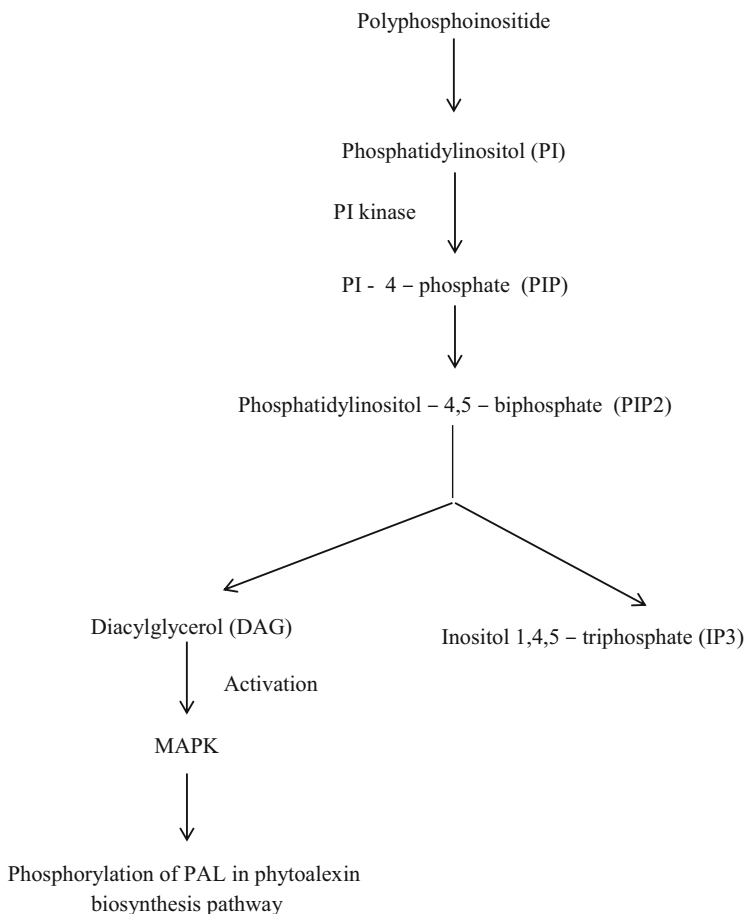 Polyphosphoinositide
Phosphatidylinositol (PI)
PI kinase
PI - 4 – phosphate (PIP)
Phosphatidylinositol – 4,5 – biphosphate (PIP2)
Diacylglycerol (DAG)
Inositol 1,4,5 – triphosphate (IP3)
Activation
MAPK
Phosphorylation of PAL in phytoalexin
biosynthesis pathway